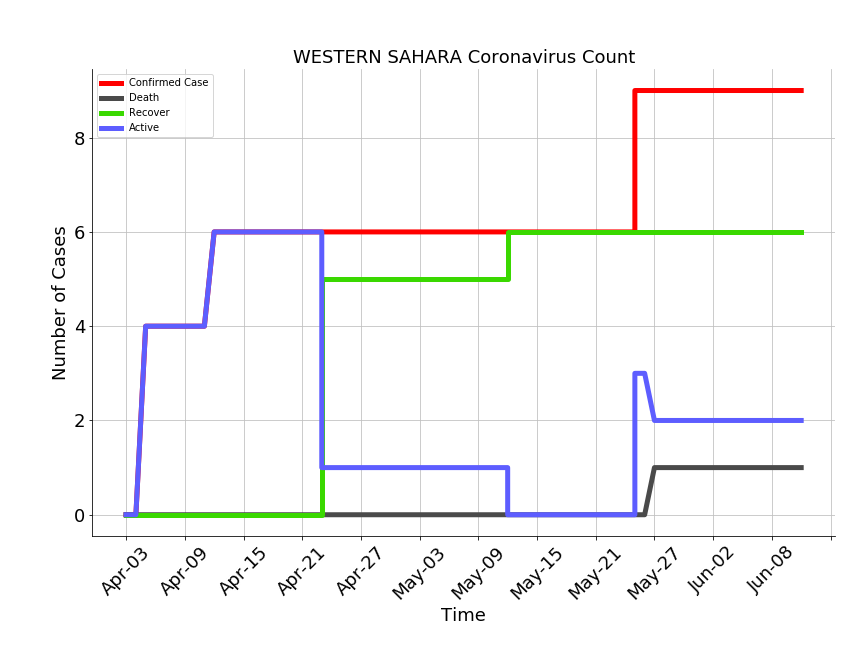 WESTERN SAHARA Coronavirus Count
Confirmed Case
Death
Recover
Active
8
6
4
2
0
Number of Cases
Apr-03 Apr-09 Apr-15 Apr-21 Apr-27 May-03 May-09 May-15 May-21 May-27 Jun-02 Jun-08
Time